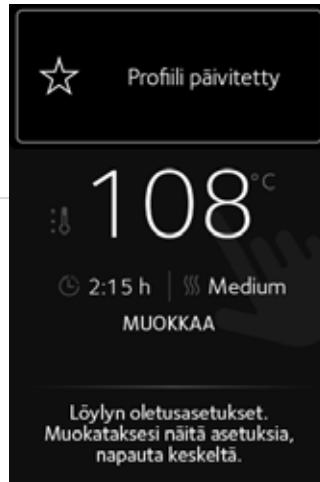 Profiili päivitetty
108 °C
2:15 h | Medium
MUOKKAA
Löylyn oletusasetukset.
Muokataksesi näitä asetuksia,
napauta keskeltä.